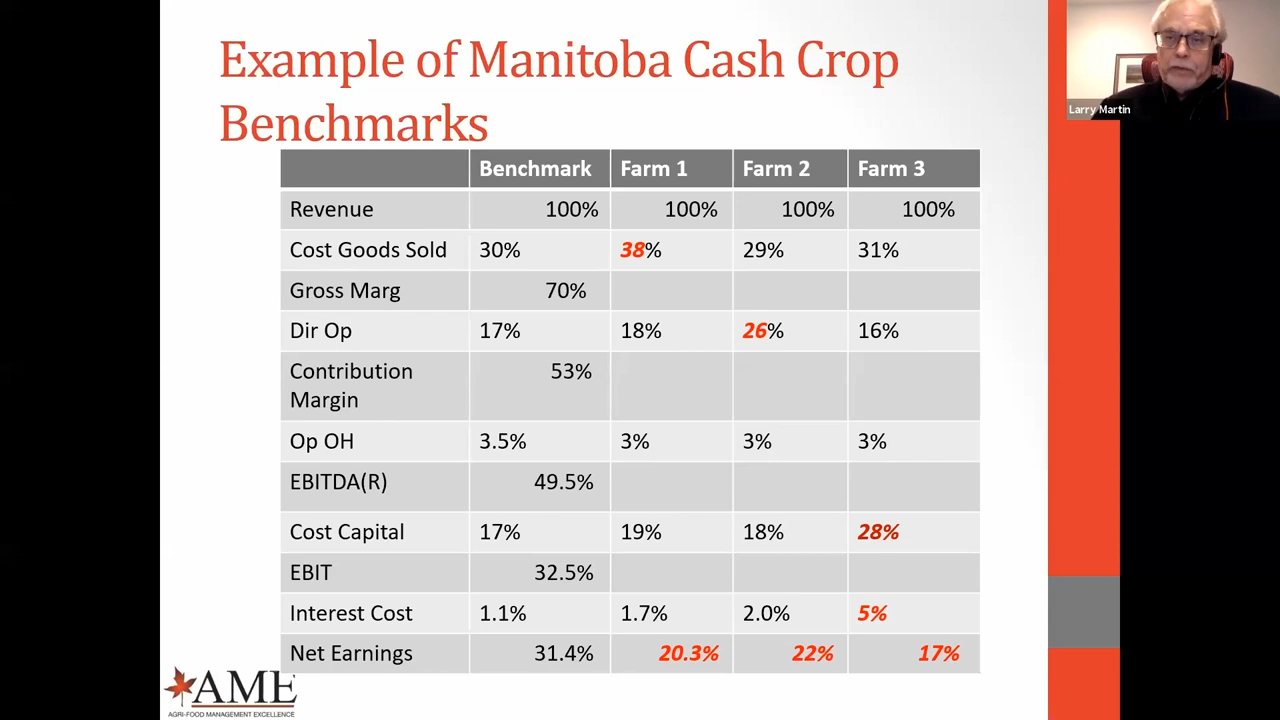 Example of Manitoba Cash Crop
Benchmarks
Larry Martin
Benchmark Farm 1 Farm 2 Farm 3
Revenue 100% 100% 100% 100%
Cost Goods Sold 30% 38% 29% 31%
Gross Marg 70%
Dir Op 17% 18% 26% 16%
Contribution
Margin 53%
Op OH 3.5% 3% 3% 3%
EBITDA(R) 49.5%
Cost Capital 17% 19% 18% 28%
EBIT 32.5%
Interest Cost 1.1% 1.7% 2.0% 5%
Net Earnings 31.4% 20.3% 22% 17%
AME
AGRI-FOOD MANAGEMENT EXCELLENCE